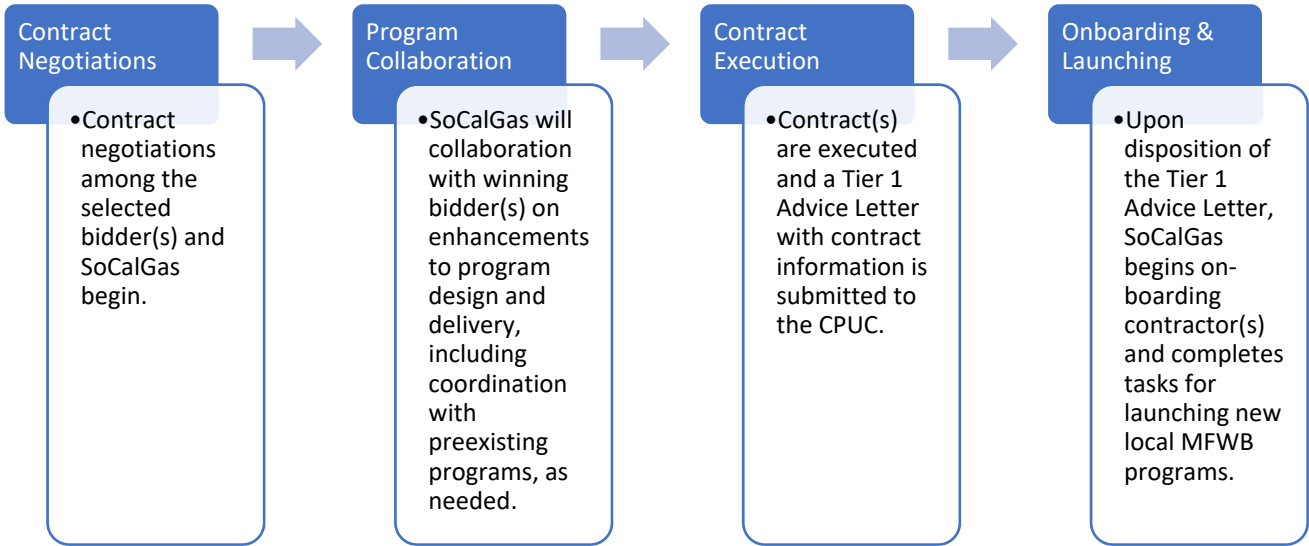 Contract
Negotiations
•Contract
negotiations
among the
selected
bidder(s) and
SoCalGas
begin.
Program
Collaboration
•SoCalGas will
collaboration
with winning
bidder(s) on
enhancements
to program
design and
delivery,
including
coordination
with
preexisting
programs, as
needed.
Contract
Execution
•Contract(s)
are executed
and a Tier 1
Advice Letter
with contract
information is
submitted to
the CPUC.
Onboarding &
Launching
•Upon
disposition of
the Tier 1
Advice Letter,
SoCalGas
begins on-
boarding
contractor(s)
and completes
tasks for
launching new
local MFWB
programs.